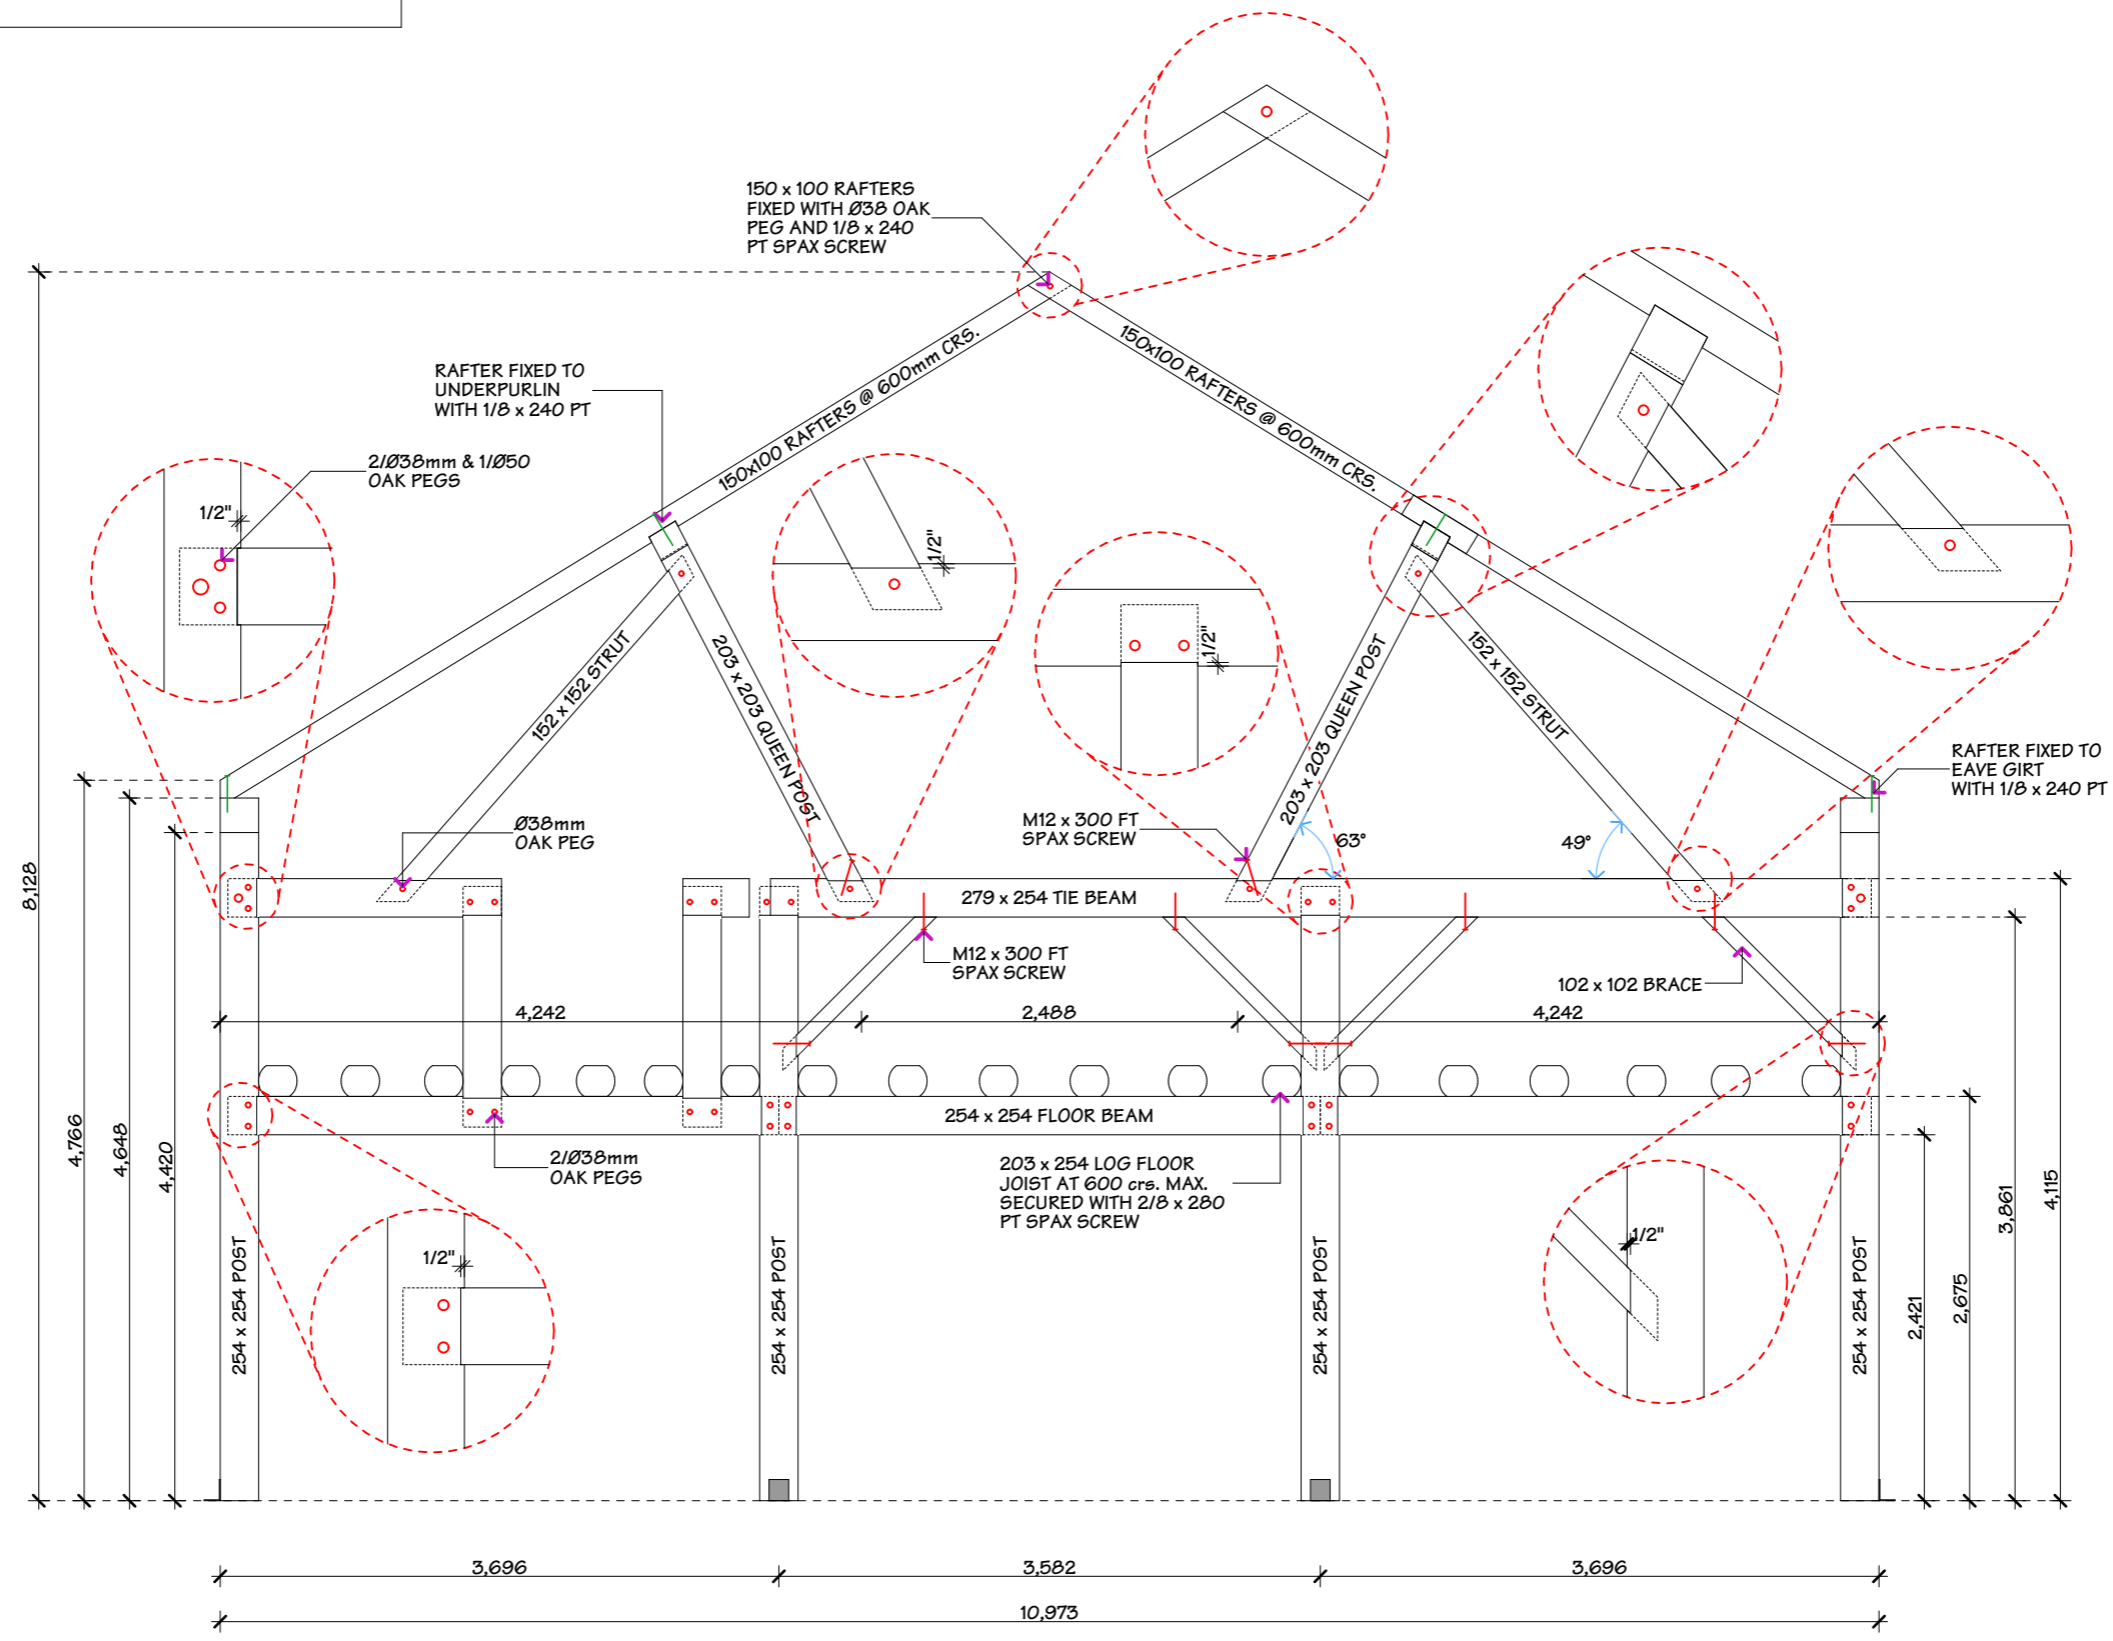 150 x 100 RAFTERS
FIXED WITH Ø38 OAK
PEG AND 1/8 x 240
PT SPAX SCREW
RAFTER FIXED TO
UNDERPURLIN
WITH 1/8 x 240 PT
150x100 RAFTERS @ 600mm CRS.
150x100 RAFTERS @ 600mm CRS.
2/Ø38mm & 1/Ø50
OAK PEGS
1/2"
1/2"
1/2"
152 x 152 STRUT
203 x 203 QUEEN POST
203 x 203 QUEEN POST
152 x 152 STRUT
RAFTER FIXED TO
EAVE GIRT
WITH 1/8 x 240 PT
Ø38mm
OAK PEG
M12 x 300 FT
SPAX SCREW
63°
49°
8,128
279 x 254 TIE BEAM
M12 x 300 FT
SPAX SCREW
102 x 102 BRACE
4,242
2,488
4,242
254 x 254 FLOOR BEAM
4,766
4,648
4,420
2/Ø38mm
OAK PEGS
203 x 254 LOG FLOOR
JOIST AT 600 crs. MAX.
SECURED WITH 2/8 x 280
PT SPAX SCREW
1/2"
1/2"
254 x 254 POST
254 x 254 POST
254 x 254 POST
254 x 254 POST
2,421
2,675
3,861
4,115
3,696
3,582
3,696
10,973